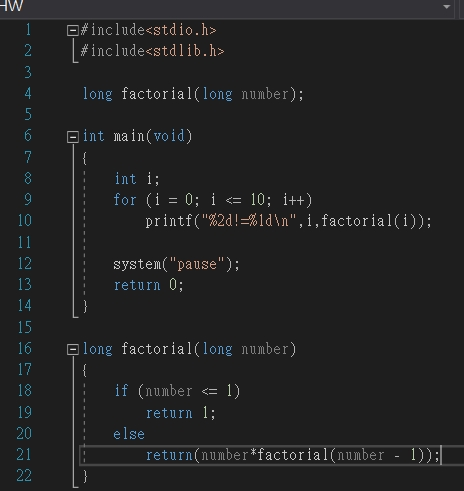 HW
1 #include<stdio.h>
2 #include<stdlib.h>
3
4 long factorial(long number);
5
6 int main(void)
7 {
8 int i;
9 for (i = 0; i <= 10; i++)
10 printf("%2d!=%1d\n",i,factorial(i));
11
12 system("pause");
13 return 0;
14 }
15
16 long factorial(long number)
17 {
18 if (number <= 1)
19 return 1;
20 else
21 return(number*factorial(number - 1));
22 }